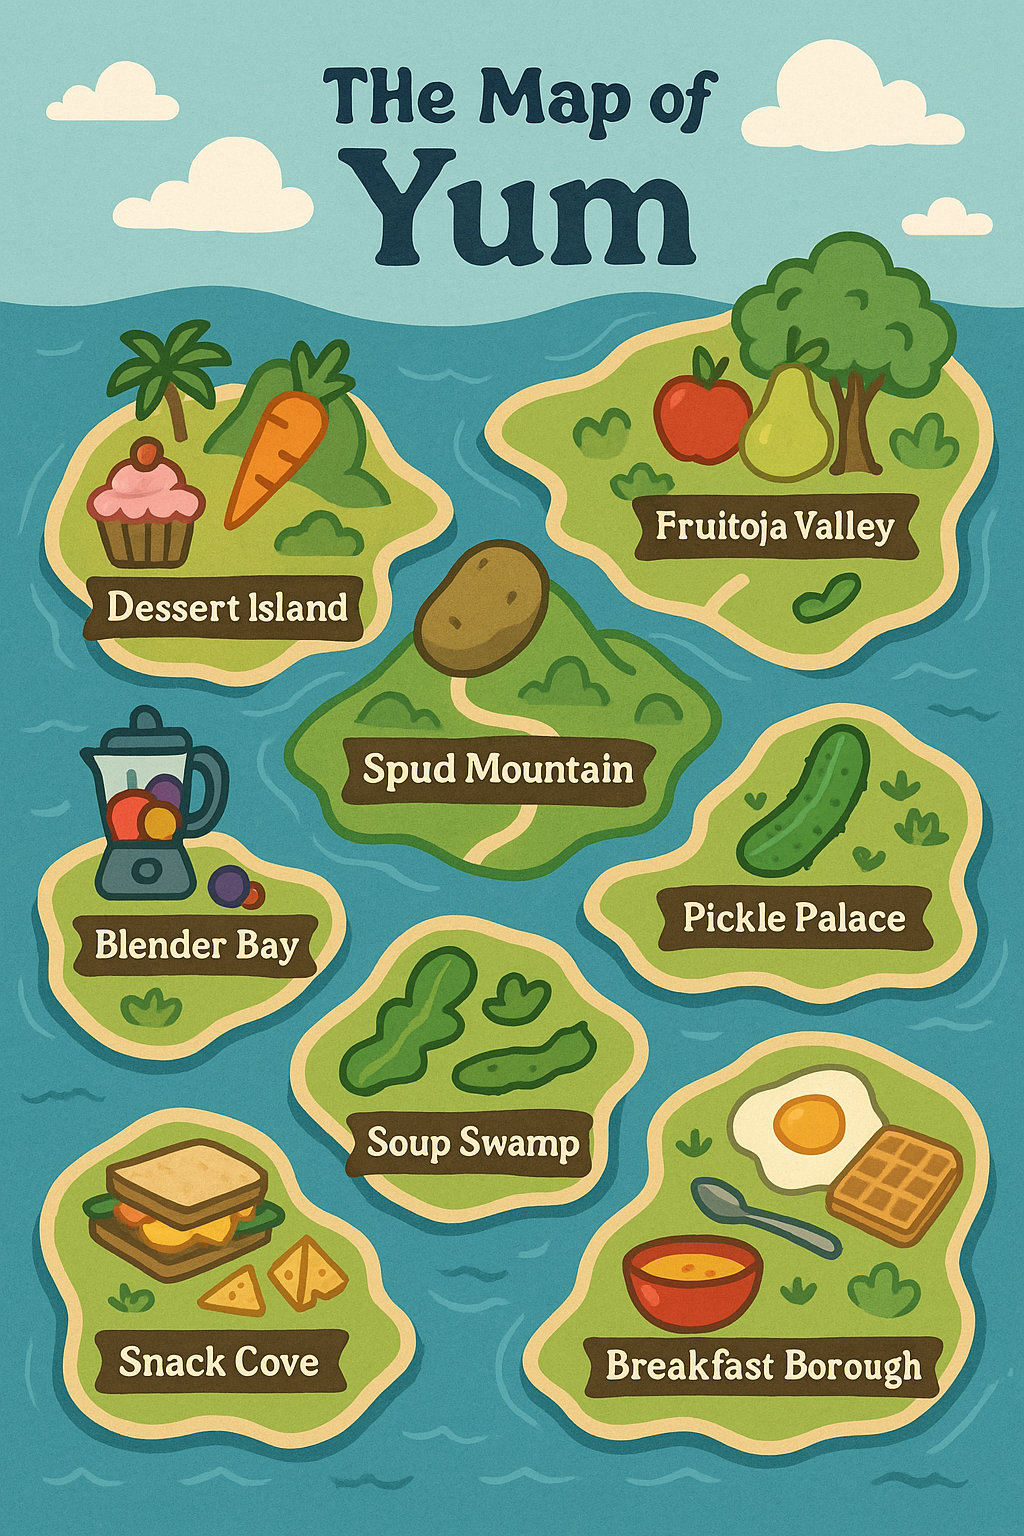 THe Map of
Yum
Dessert Island
Fruitoja Valley
Spud Mountain
Blender Bay
Pickle Palace
Soup Swamp
Snack Cove
Breakfast Borough